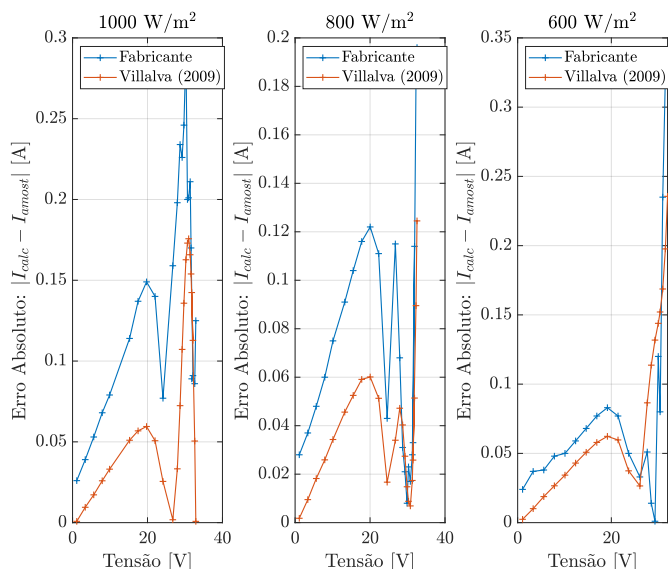 1000 W/m²
Fabricante
Villalva (2009)
Erro Absoluto: |I_calc − I_amost| [A]
0.3
0.25
0.2
0.15
0.1
0.05
0
0 20 40
Tensão [V]
800 W/m²
Fabricante
Villalva (2009)
Erro Absoluto: |I_calc − I_amost| [A]
0.2
0.18
0.16
0.14
0.12
0.1
0.08
0.06
0.04
0.02
0
0 20 40
Tensão [V]
600 W/m²
Fabricante
Villalva (2009)
Erro Absoluto: |I_calc − I_amost| [A]
0.35
0.3
0.25
0.2
0.15
0.1
0.05
0
0 20
Tensão [V]